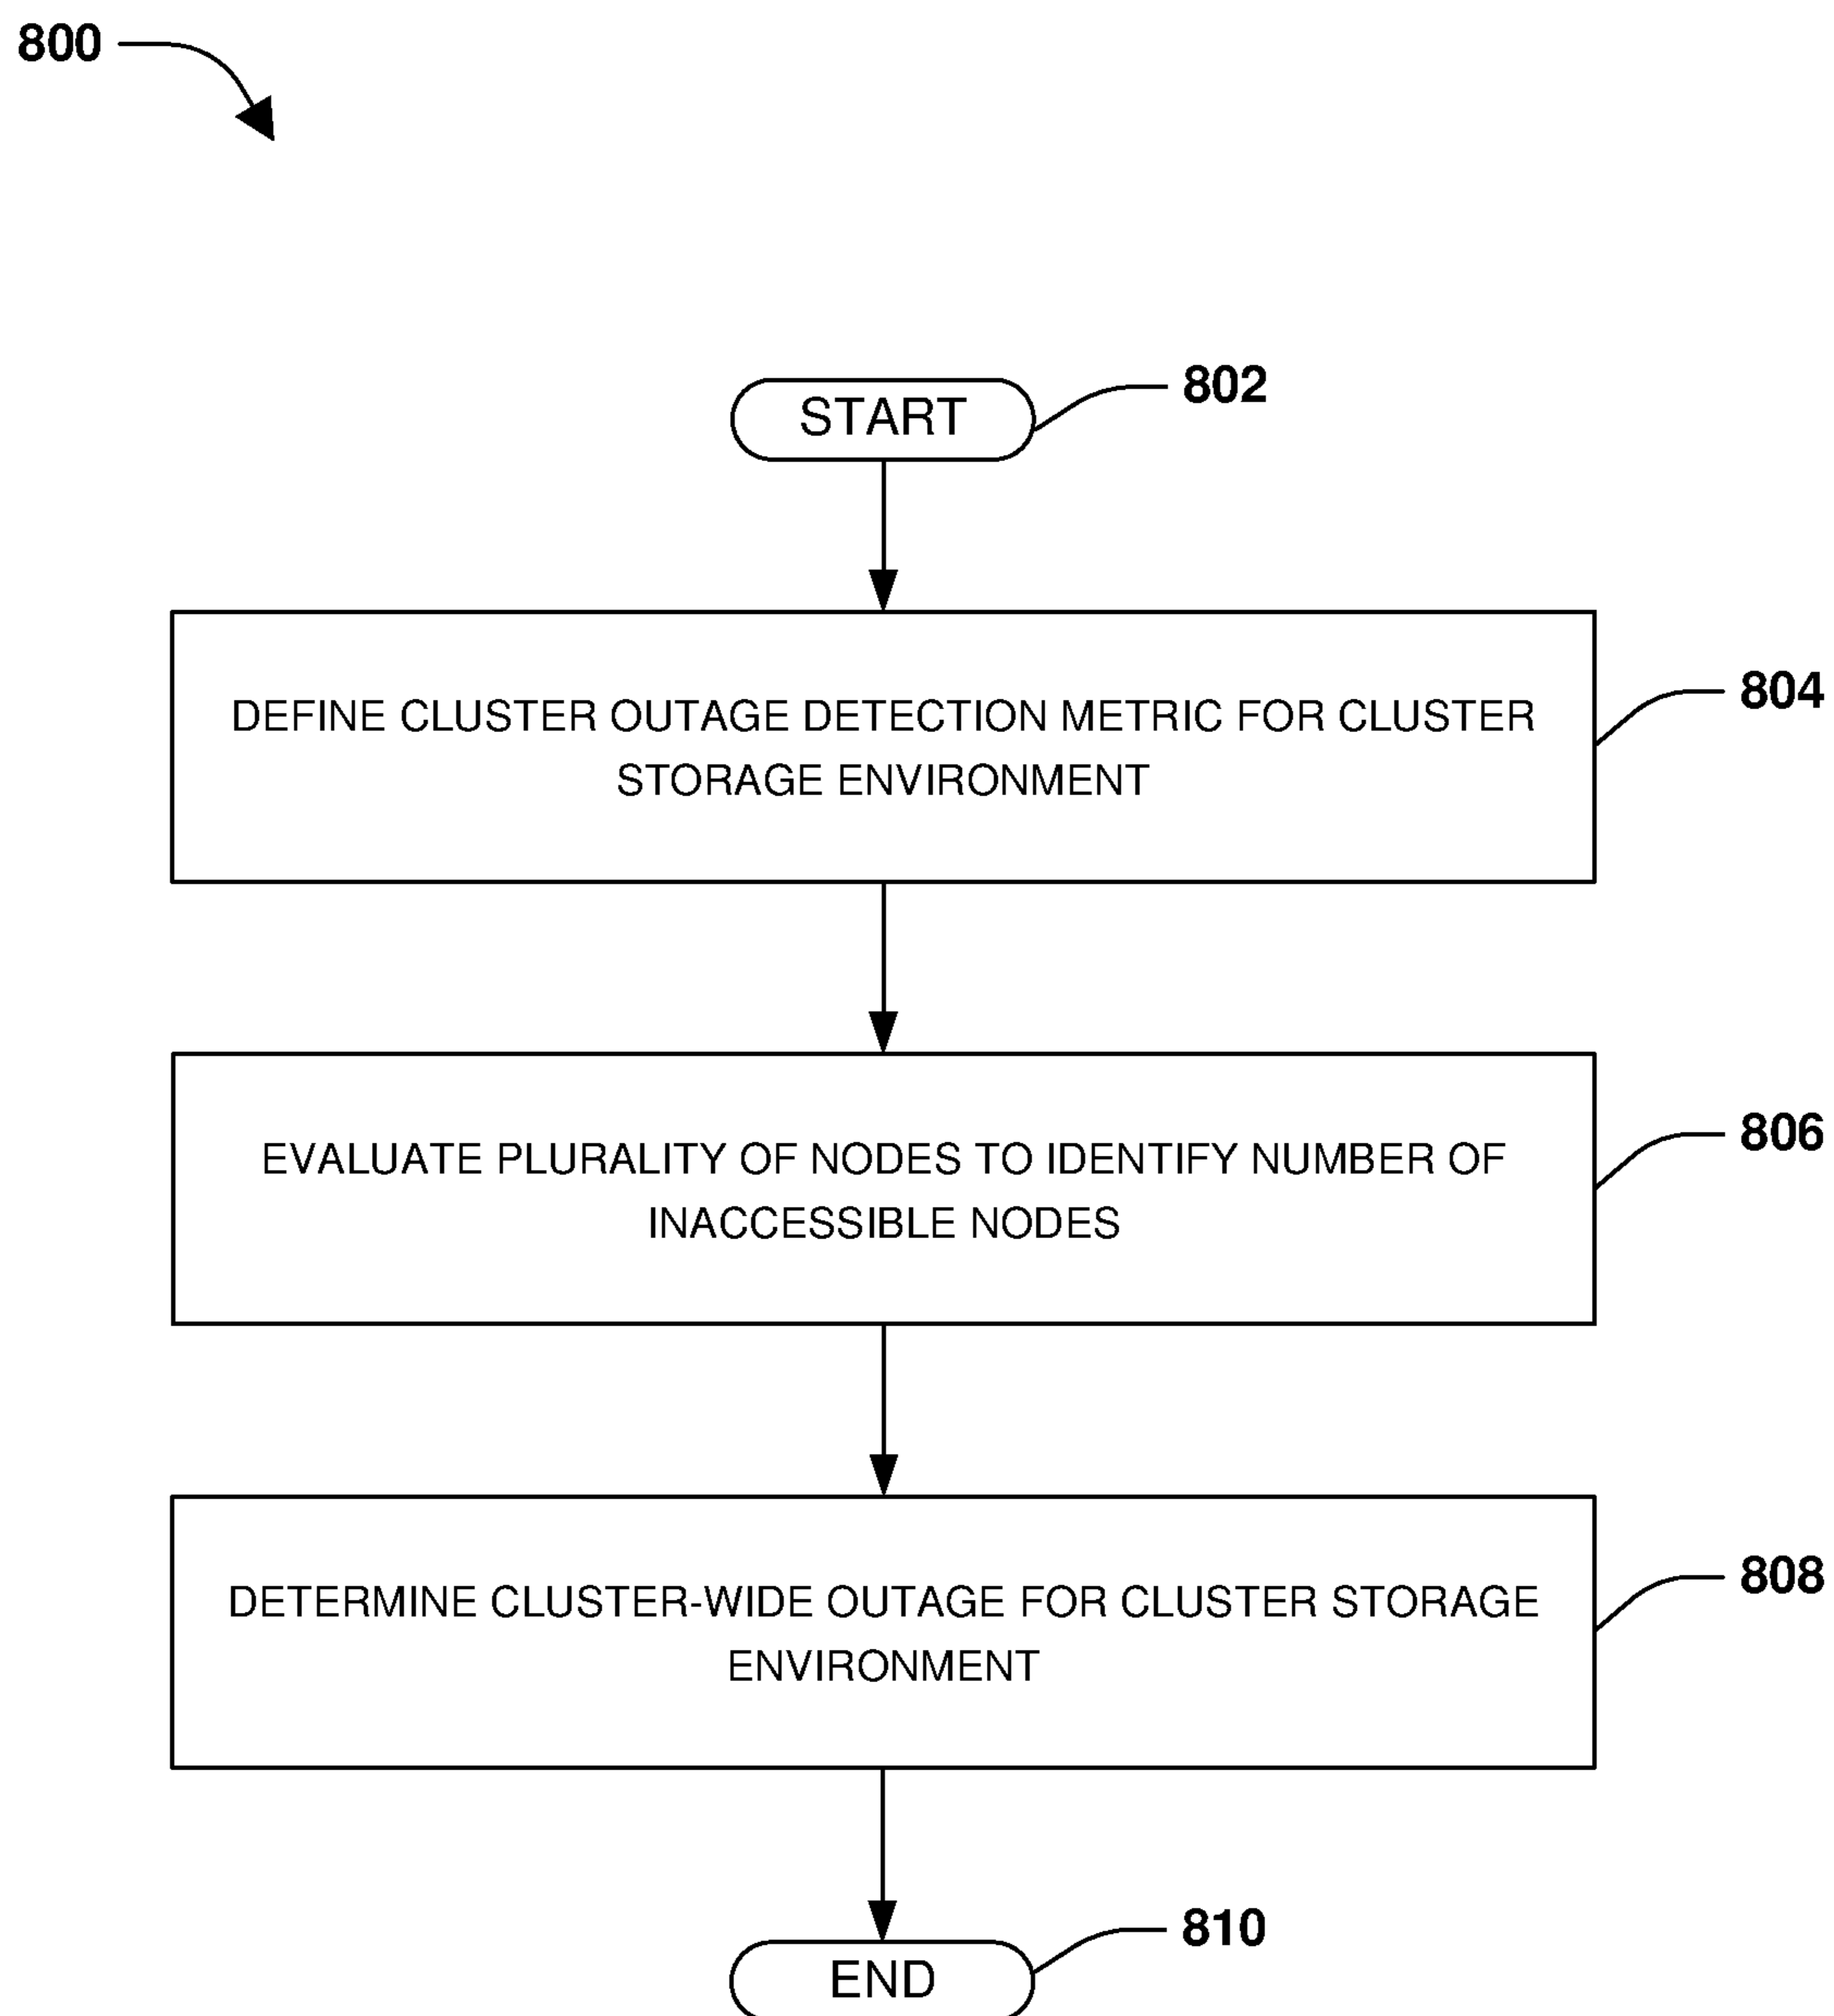 800
START
802
DEFINE CLUSTER OUTAGE DETECTION METRIC FOR CLUSTER
STORAGE ENVIRONMENT
804
EVALUATE PLURALITY OF NODES TO IDENTIFY NUMBER OF
INACCESSIBLE NODES
806
DETERMINE CLUSTER-WIDE OUTAGE FOR CLUSTER STORAGE
ENVIRONMENT
808
END
810